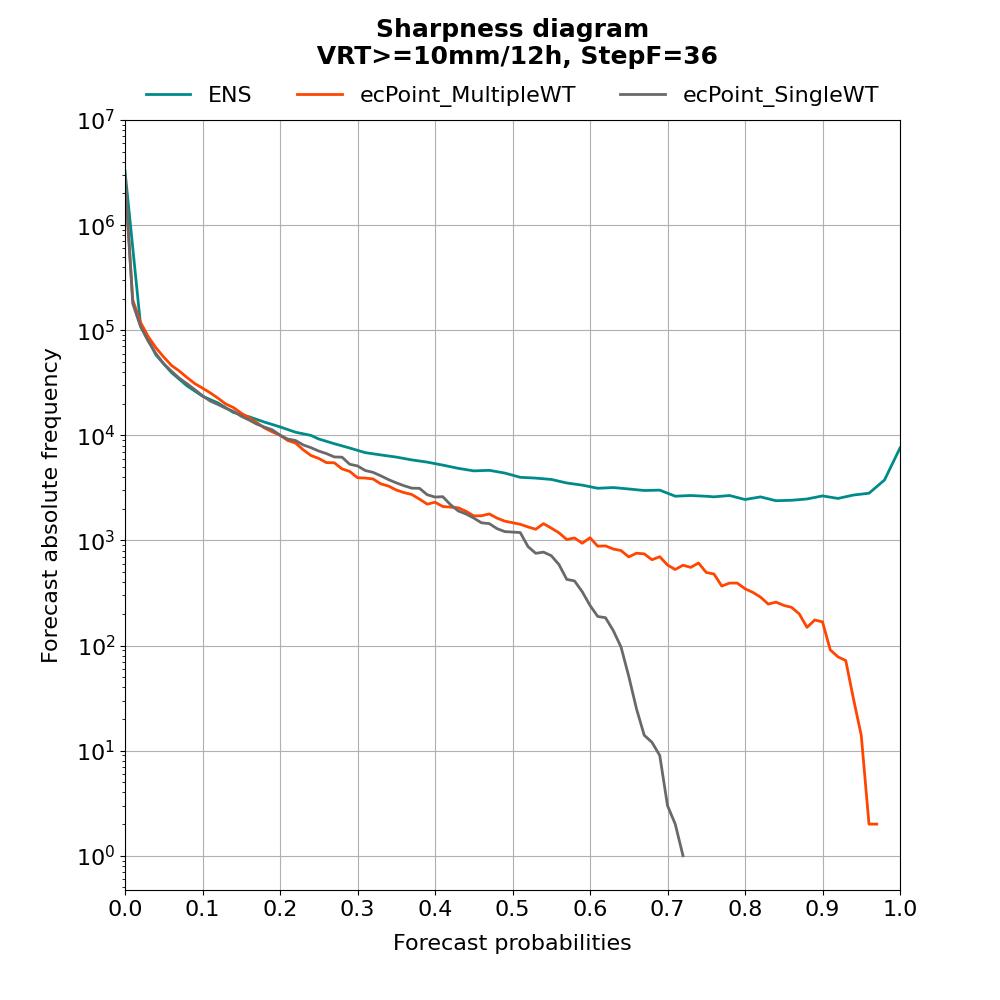 Sharpness diagram
VRT>=10mm/12h, StepF=36
ENS ecPoint_MultipleWT ecPoint_SingleWT
10⁷
10⁶
10⁵
10⁴
10³
10²
10¹
10⁰
Forecast absolute frequency
0.0 0.1 0.2 0.3 0.4 0.5 0.6 0.7 0.8 0.9 1.0
Forecast probabilities